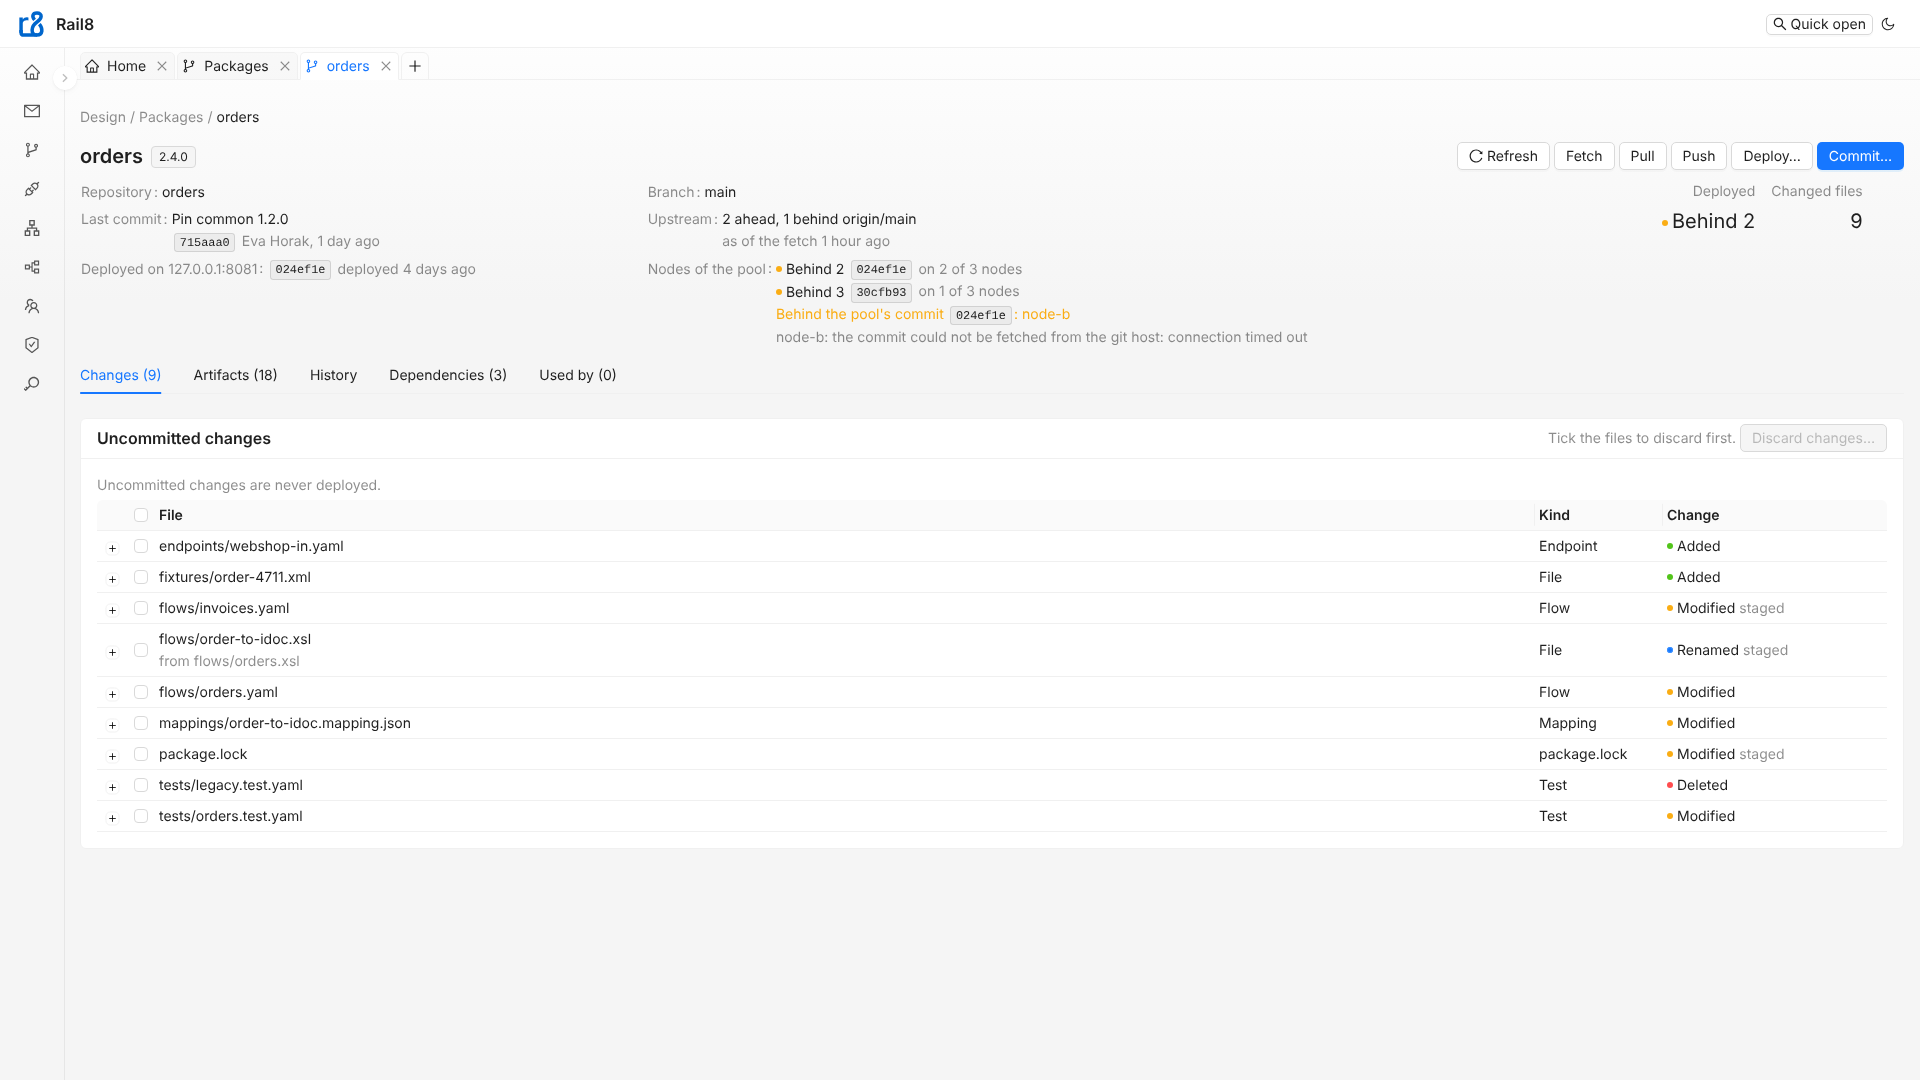 r8 Rail8
Quick open
Home
Packages
orders
Design / Packages / orders
orders 2.4.0
Refresh
Fetch
Pull
Push
Deploy...
Commit...
Repository: orders
Branch: main
Deployed
Changed files
Behind 2
9
Last commit: Pin common 1.2.0
715aaa0 Eva Horak, 1 day ago
Upstream: 2 ahead, 1 behind origin/main
as of the fetch 1 hour ago
Deployed on 127.0.0.1:8081: 024ef1e deployed 4 days ago
Nodes of the pool: Behind 2 024ef1e on 2 of 3 nodes
Behind 3 30cfb93 on 1 of 3 nodes
Behind the pool's commit 024ef1e: node-b
node-b: the commit could not be fetched from the git host: connection timed out
Changes (9)
Artifacts (18)
History
Dependencies (3)
Used by (0)
Uncommitted changes
Tick the files to discard first.
Discard changes...
Uncommitted changes are never deployed.
File Kind Change
endpoints/webshop-in.yaml Endpoint Added
fixtures/order-4711.xml File Added
flows/invoices.yaml Flow Modified staged
flows/order-to-idoc.xsl
from flows/orders.xsl
File Renamed staged
flows/orders.yaml Flow Modified
mappings/order-to-idoc.mapping.json Mapping Modified
package.lock package.lock Modified staged
tests/legacy.test.yaml Test Deleted
tests/orders.test.yaml Test Modified